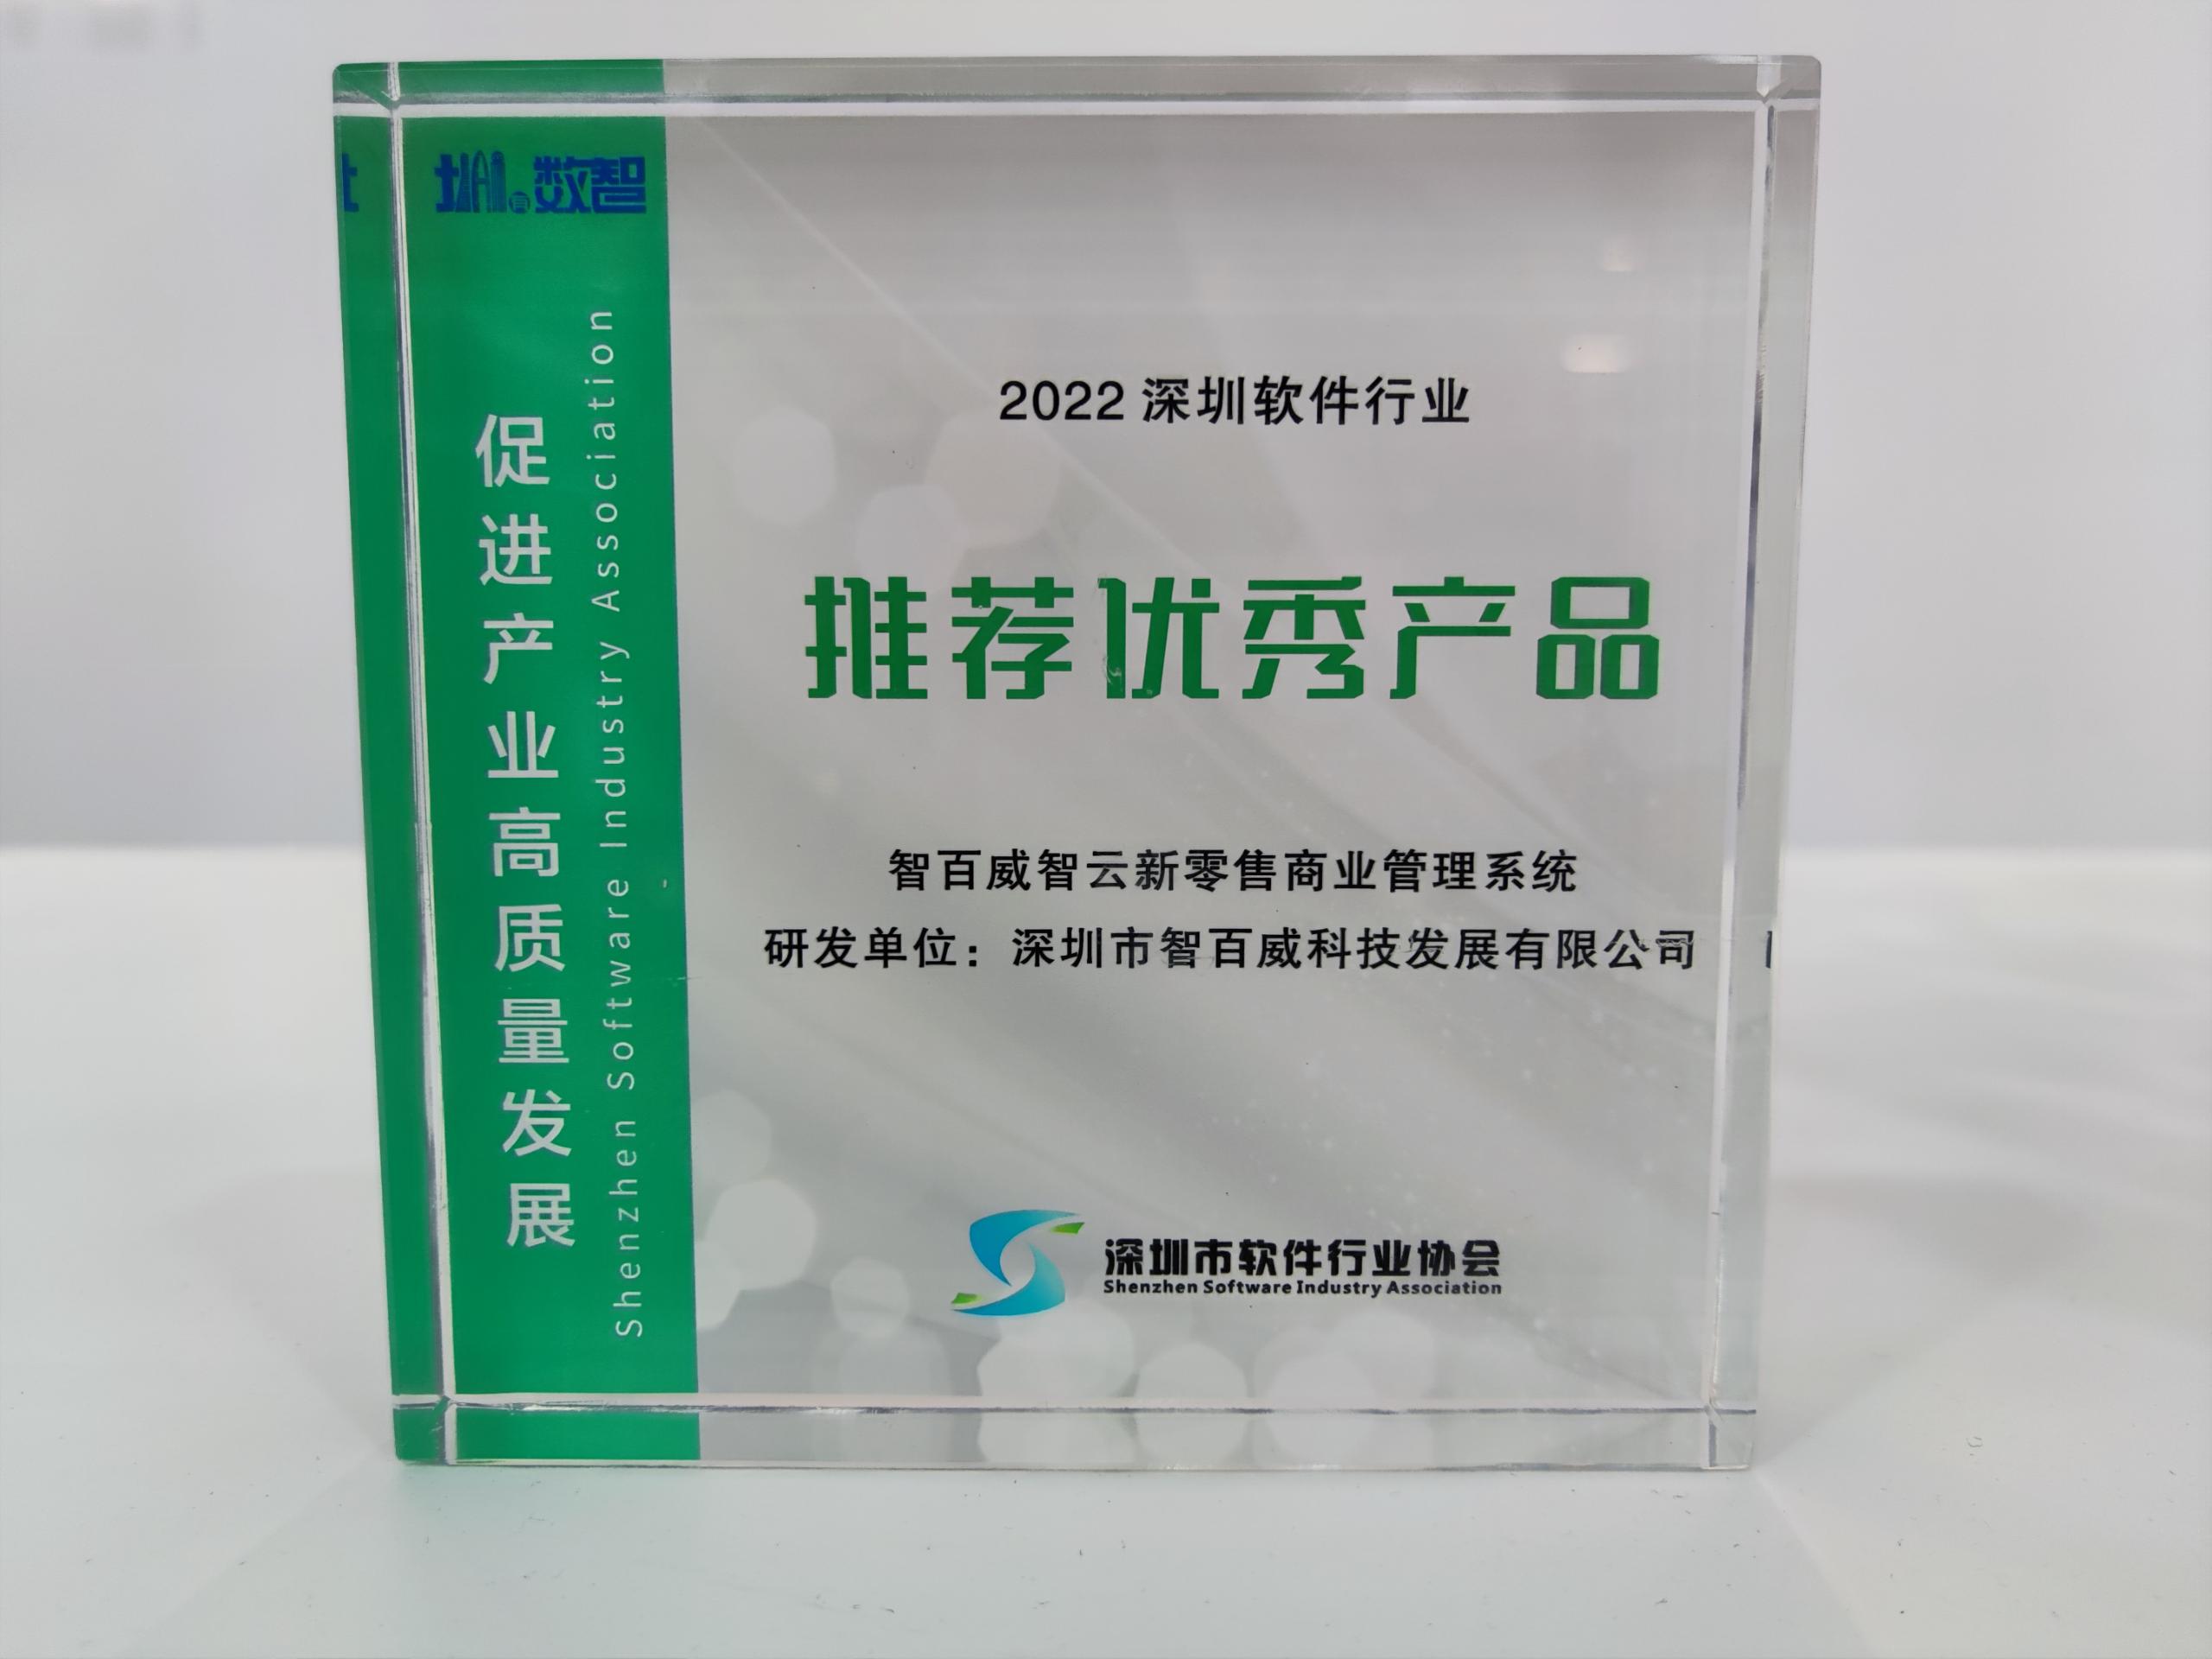 数智
促进产业高质量发展
Shenzhen Software Industry Association
2022 深圳软件行业
推荐优秀产品
智百威智云新零售商业管理系统
研发单位：深圳市智百威科技发展有限公司
深圳市软件行业协会
Shenzhen Software Industry Association